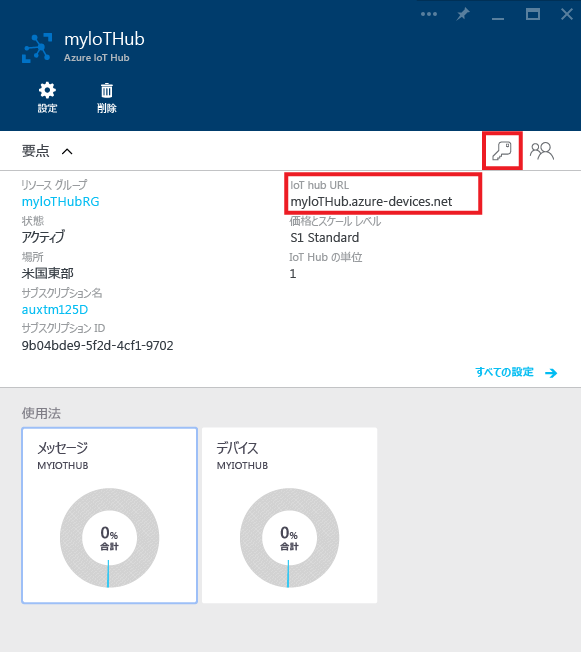 myIoTHub
Azure IoT Hub
設定
削除
要点
リソース グループ
myIoTHubRG
状態
アクティブ
場所
米国東部
サブスクリプション名
auxtm125D
サブスクリプション ID
9b04bde9-5f2d-4cf1-9702
IoT hub URL
myIoTHub.azure-devices.net
価格とスケール レベル
S1 Standard
IoT Hub の単位
1
すべての設定
使用法
メッセージ
MYIOTHUB
0%
合計
デバイス
MYIOTHUB
0%
合計